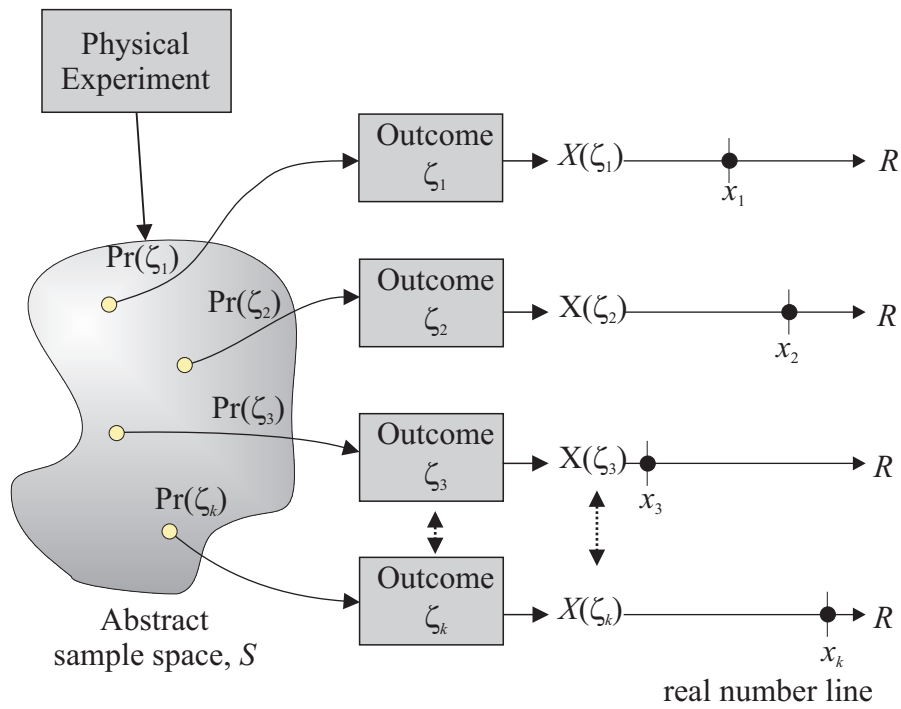 Physical
Experiment
Outcome
ζ₁
X(ζ₁)
x₁
R
Pr(ζ₁)
Outcome
ζ₂
X(ζ₂)
x₂
R
Pr(ζ₂)
Outcome
ζ₃
X(ζ₃)
x₃
R
Pr(ζ₃)
Outcome
ζₖ
X(ζₖ)
xₖ
R
Pr(ζₖ)
Abstract
sample space, S
real number line